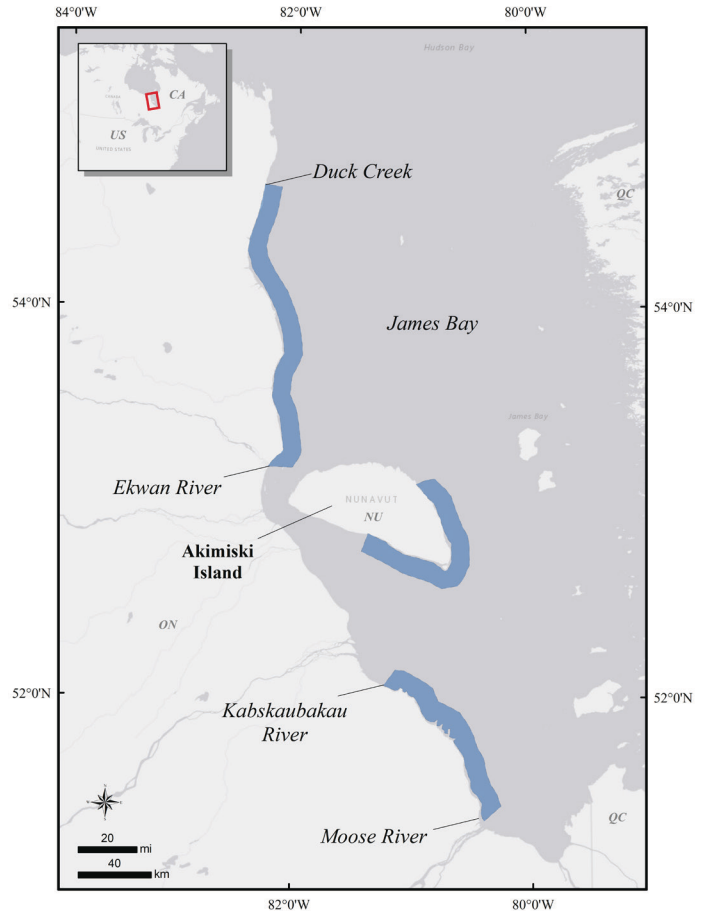 84°0'W
82°0'W
80°0'W
Hudson Bay
CA
US
UNITED STATES
Duck Creek
QC
54°0'N
54°0'N
James Bay
James Bay
Ekwan River
NUNAVUT
NU
Akimiski
Island
ON
52°0'N
52°0'N
Kabskaubakau
River
Moose River
QC
20
mi
40
km
82°0'W
80°0'W